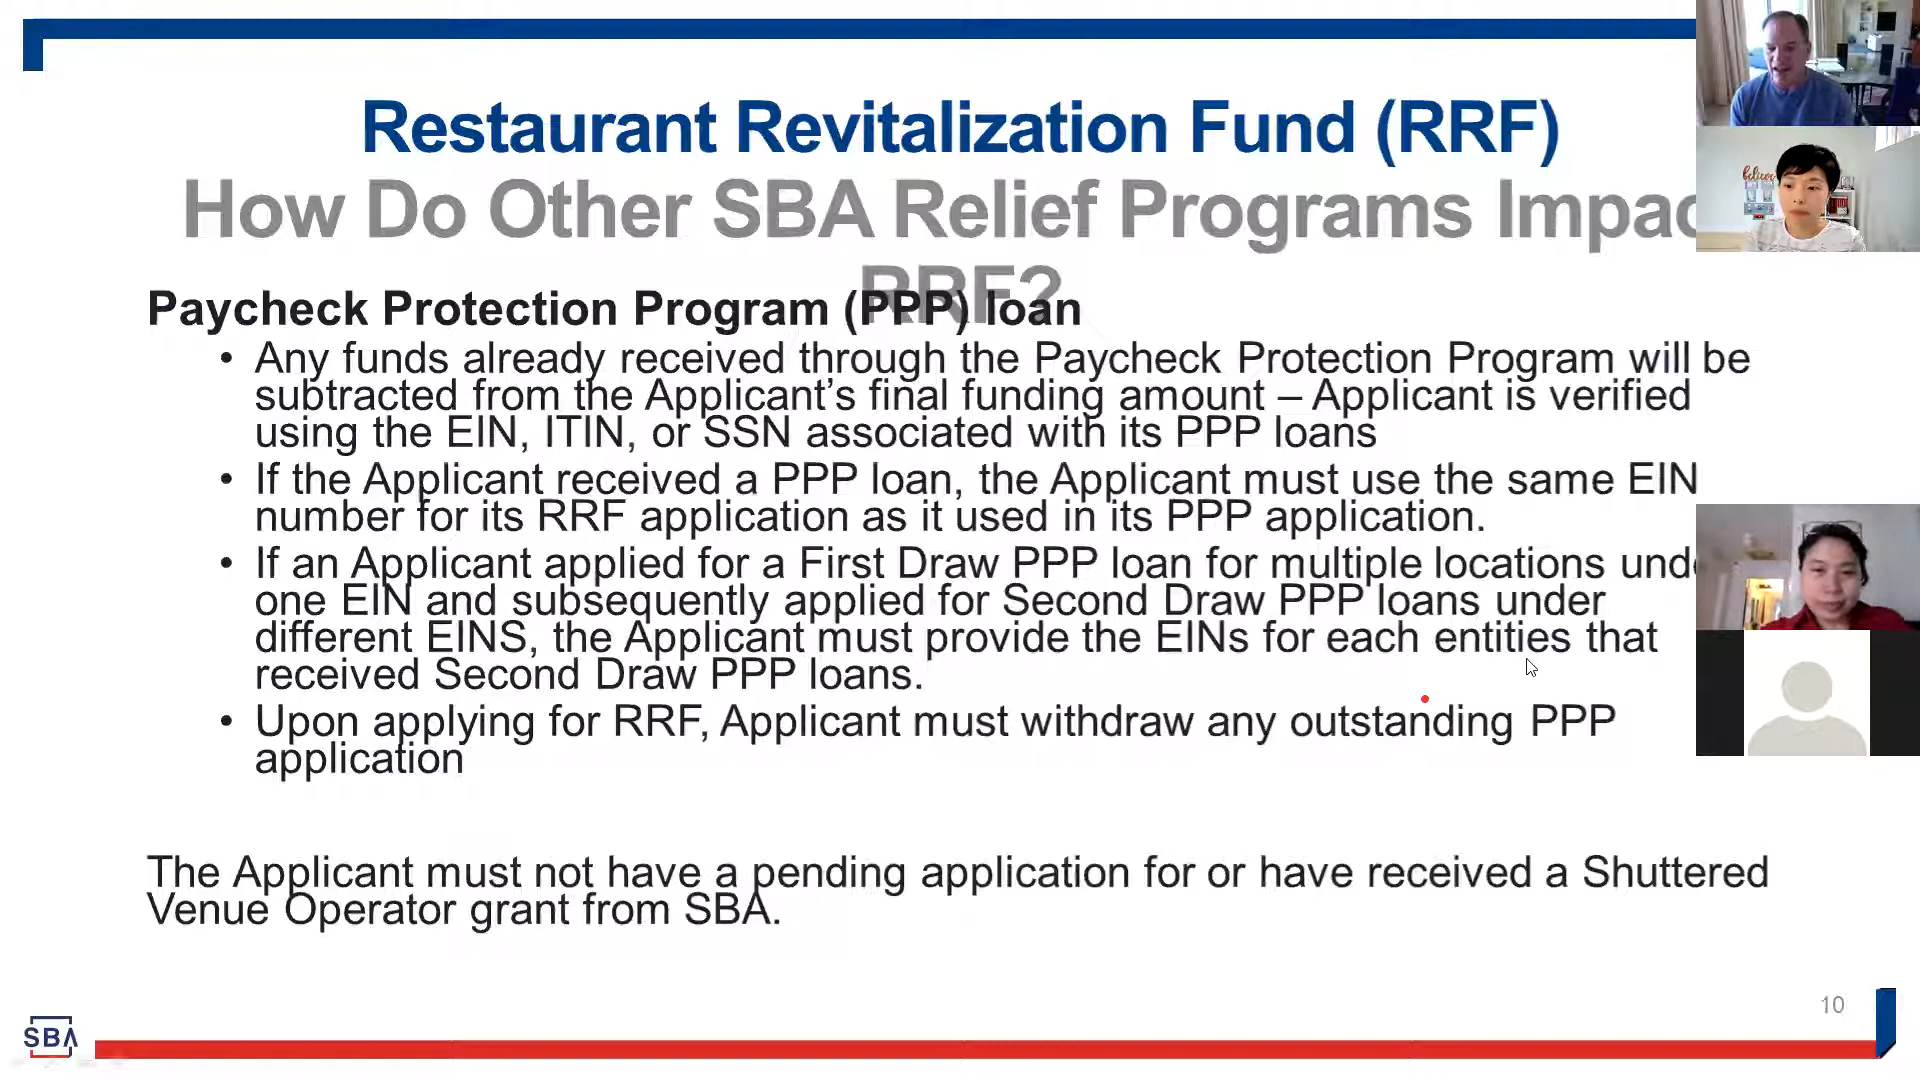 Restaurant Revitalization Fund (RRF)
How Do Other SBA Relief Programs Impac
RRF?
Paycheck Protection Program (PPP) loan
• Any funds already received through the Paycheck Protection Program will be
subtracted from the Applicant’s final funding amount – Applicant is verified
using the EIN, ITIN, or SSN associated with its PPP loans
• If the Applicant received a PPP loan, the Applicant must use the same EIN
number for its RRF application as it used in its PPP application.
• If an Applicant applied for a First Draw PPP loan for multiple locations und
one EIN and subsequently applied for Second Draw PPP loans under
different EINS, the Applicant must provide the EINs for each entities that
received Second Draw PPP loans.
• Upon applying for RRF, Applicant must withdraw any outstanding PPP
application
The Applicant must not have a pending application for or have received a Shuttered
Venue Operator grant from SBA.
10
SBA
believe